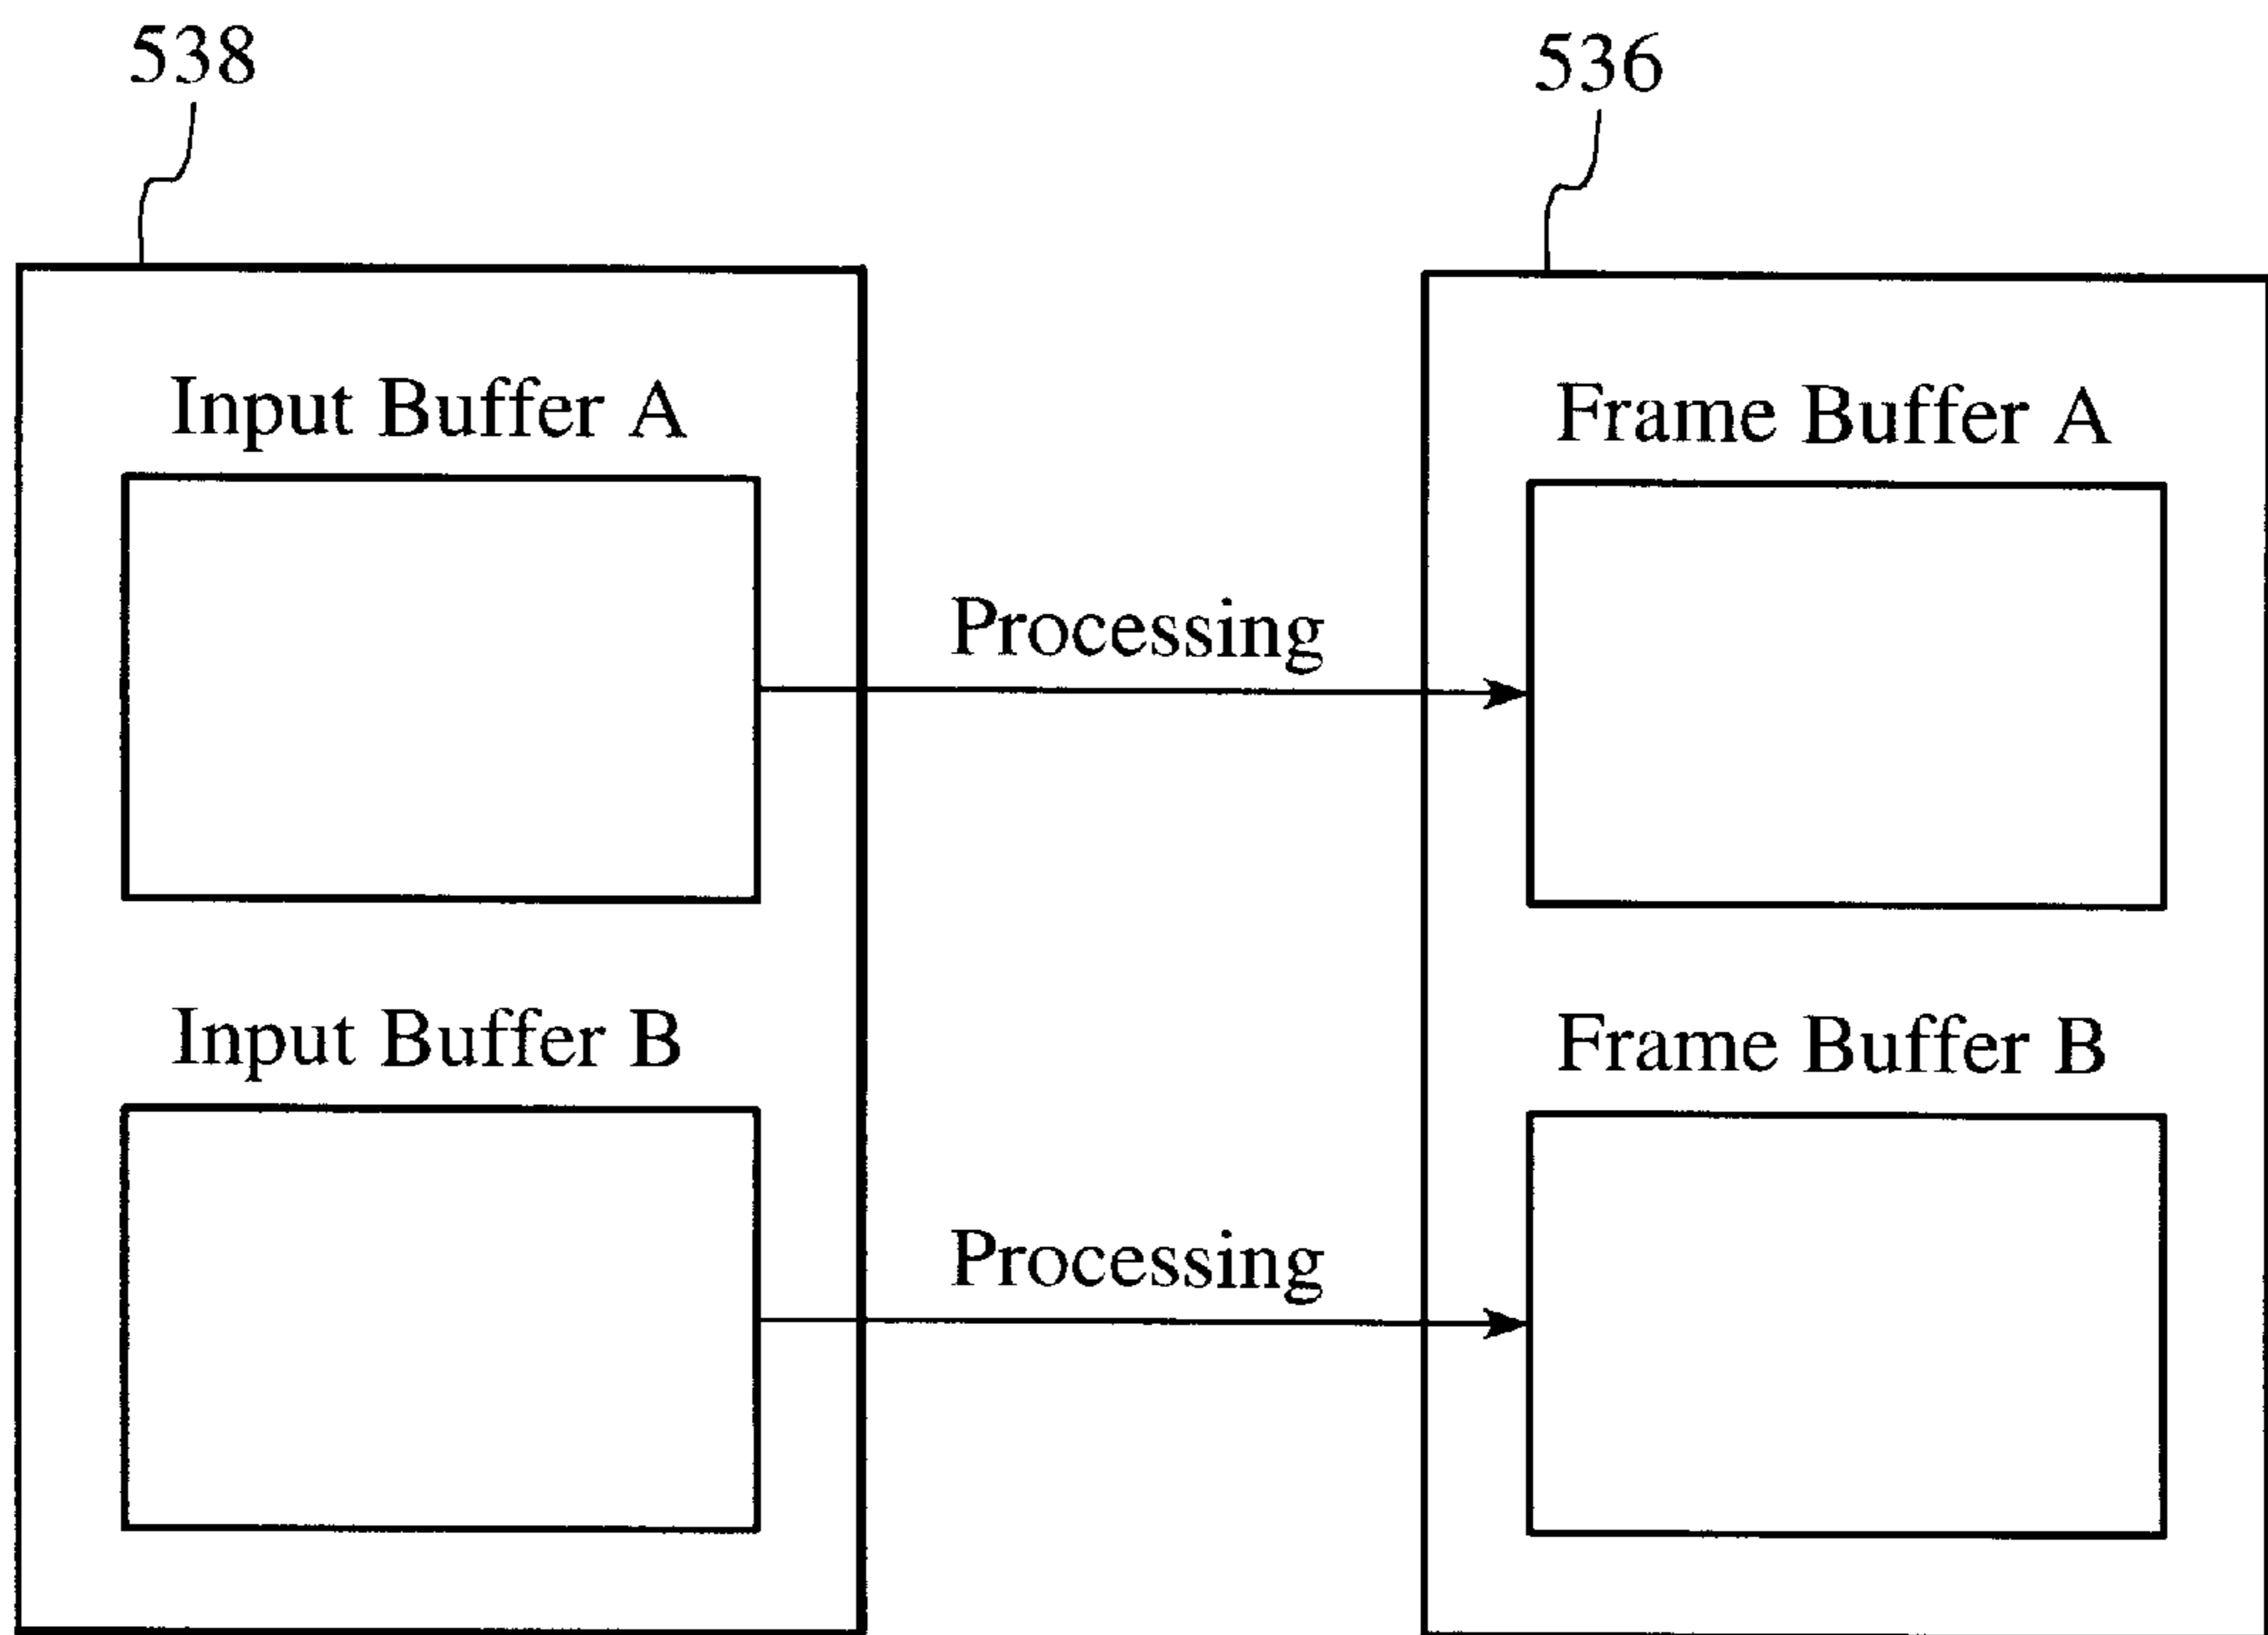 538
536
Input Buffer A
Frame Buffer A
Processing
Input Buffer B
Frame Buffer B
Processing